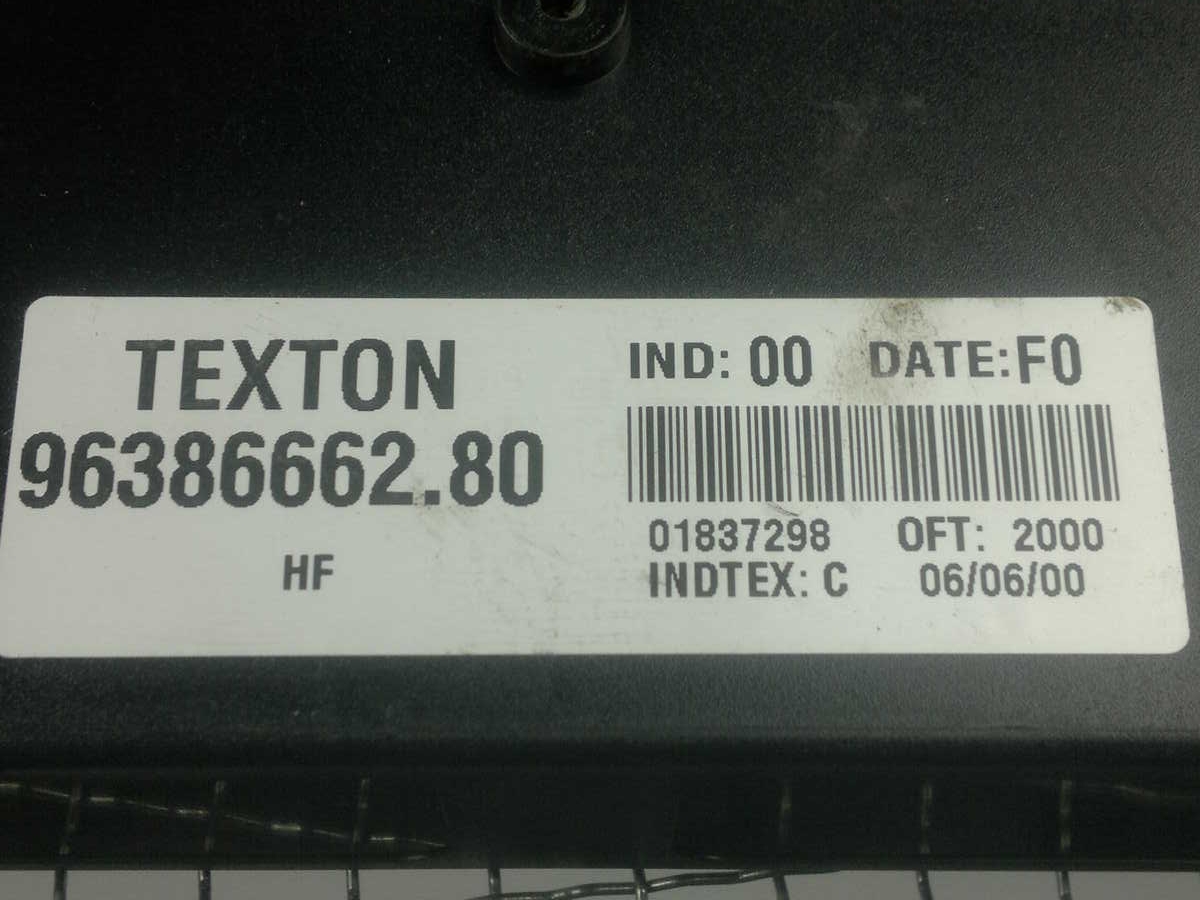 TEXTON
96386662.80
HF
IND: 00 DATE: F0
01837298 OFT: 2000
INDTEX: C 06/06/00